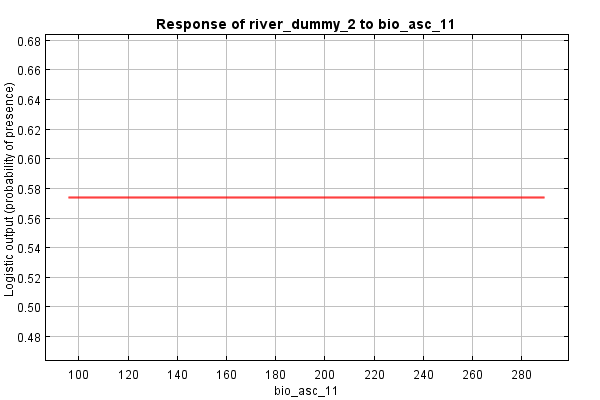 Response of river_dummy_2 to bio_asc_11
Logistic output (probability of presence)
0.68
0.66
0.64
0.62
0.60
0.58
0.56
0.54
0.52
0.50
0.48
100 120 140 160 180 200 220 240 260 280
bio_asc_11